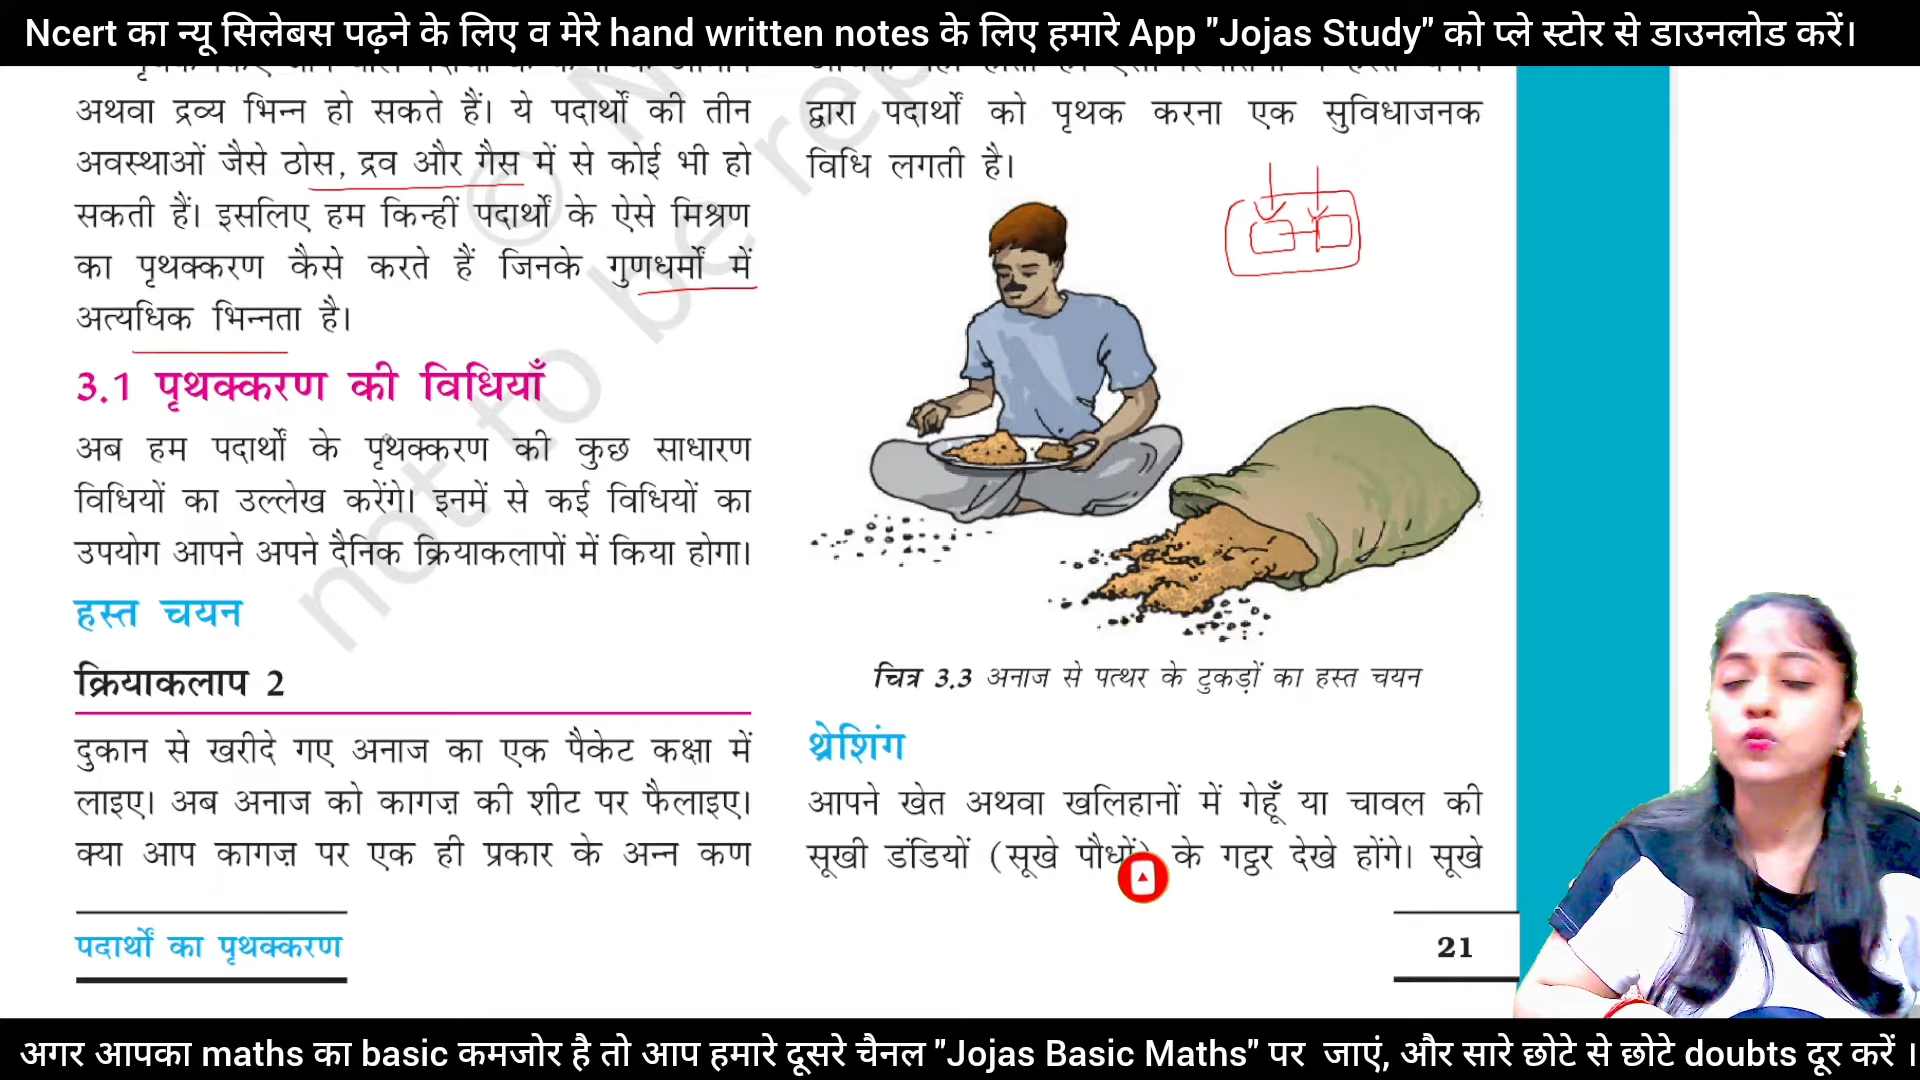 Ncert का न्यू सिलेबस पढ़ने के लिए व मेरे hand written notes के लिए हमारे App "Jojas Study" को प्ले स्टोर से डाउनलोड करें।
अथवा द्रव्य भिन्न हो सकते हैं। ये पदार्थों की तीन
अवस्थाओं जैसे ठोस, द्रव और गैस में से कोई भी हो
सकती हैं। इसलिए हम किन्हीं पदार्थों के ऐसे मिश्रण
का पृथक्करण कैसे करते हैं जिनके गुणधर्मों में
अत्यधिक भिन्नता है।
3.1 पृथक्करण की विधियाँ
अब हम पदार्थों के पृथक्करण की कुछ साधारण
विधियों का उल्लेख करेंगे। इनमें से कई विधियों का
उपयोग आपने अपने दैनिक क्रियाकलापों में किया होगा।
हस्त चयन
क्रियाकलाप 2
दुकान से खरीदे गए अनाज का एक पैकेट कक्षा में
लाइए। अब अनाज को कागज़ की शीट पर फैलाइए।
क्या आप कागज़ पर एक ही प्रकार के अन्न कण
द्वारा पदार्थों को पृथक करना एक सुविधाजनक
विधि लगती है।
चित्र 3.3 अनाज से पत्थर के टुकड़ों का हस्त चयन
थ्रेशिंग
आपने खेत अथवा खलिहानों में गेहूँ या चावल की
सूखी डंडियों (सूखे पौधों) के गट्ठर देखे होंगे। सूखे
पदार्थों का पृथक्करण
21
not to be rep
अगर आपका maths का basic कमजोर है तो आप हमारे दूसरे चैनल "Jojas Basic Maths" पर जाएं, और सारे छोटे से छोटे doubts दूर करें ।